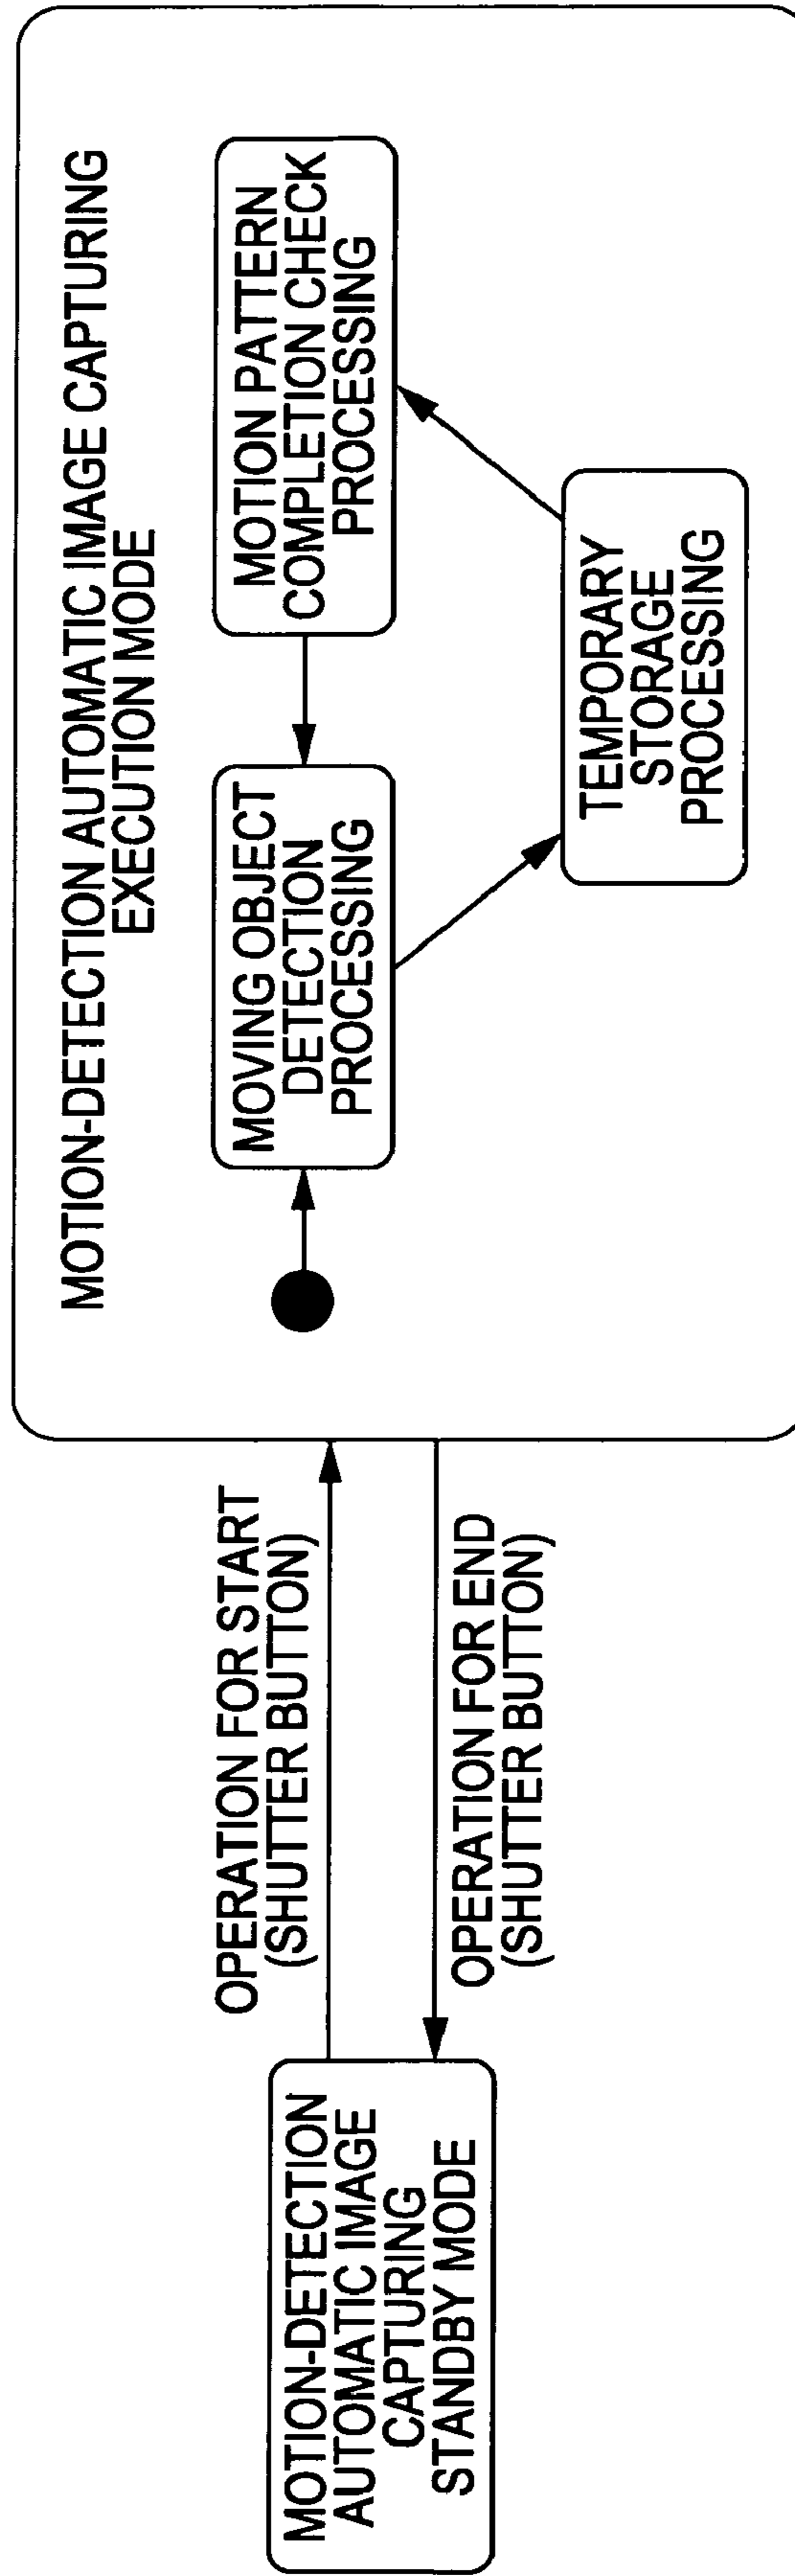 MOTION-DETECTION
AUTOMATIC IMAGE
CAPTURING
STANDBY MODE
OPERATION FOR START
(SHUTTER BUTTON)
OPERATION FOR END
(SHUTTER BUTTON)
MOTION-DETECTION AUTOMATIC IMAGE CAPTURING
EXECUTION MODE
MOVING OBJECT
DETECTION
PROCESSING
MOTION PATTERN
COMPLETION CHECK
PROCESSING
TEMPORARY
STORAGE
PROCESSING